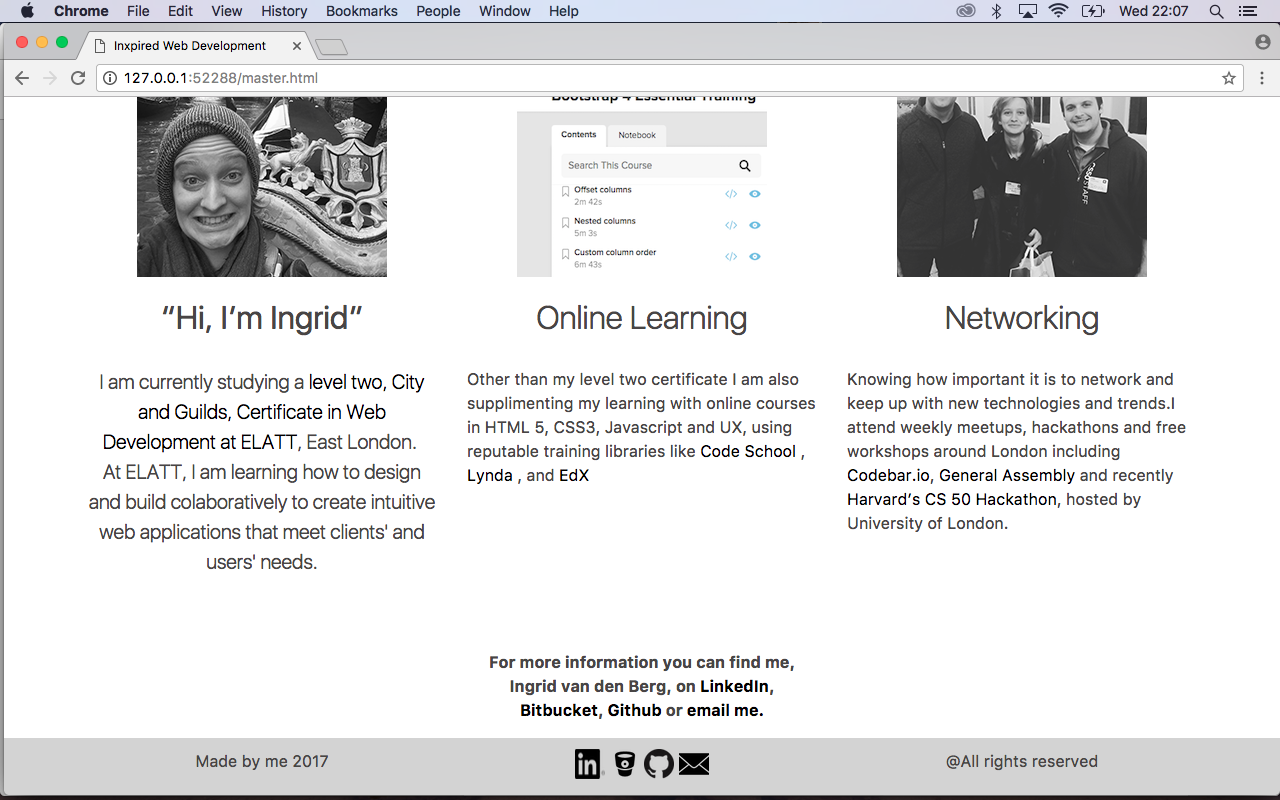 Chrome File Edit View History Bookmarks People Window Help Wed 22:07
Inxpired Web Development
127.0.0.1:52288/master.html
Bootstrap 4 Essential Training
Contents Notebook
Search This Course
Offset columns
2m 42s
Nested columns
5m 3s
Custom column order
6m 43s
STAFF
”Hi, I’m Ingrid”
I am currently studying a level two, City
and Guilds, Certificate in Web
Development at ELATT, East London.
At ELATT, I am learning how to design
and build colaboratively to create intuitive
web applications that meet clients' and
users' needs.
Online Learning
Other than my level two certificate I am also
supplimenting my learning with online courses
in HTML 5, CSS3, Javascript and UX, using
reputable training libraries like Code School ,
Lynda , and EdX
Networking
Knowing how important it is to network and
keep up with new technologies and trends.I
attend weekly meetups, hackathons and free
workshops around London including
Codebar.io, General Assembly and recently
Harvard’s CS 50 Hackathon, hosted by
University of London.
For more information you can find me,
Ingrid van den Berg, on LinkedIn,
Bitbucket, Github or email me.
Made by me 2017
in
@All rights reserved